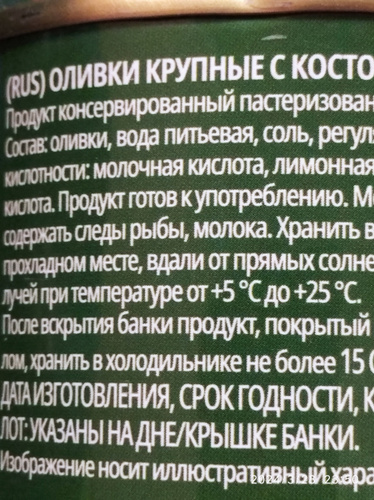 (RUS) ОЛИВКИ КРУПНЫЕ С КОСТО
Продукт консервированный пастеризован
Состав: оливки, вода питьевая, соль, регуля
кислотности: молочная кислота, лимонная
кислота. Продукт готов к употреблению. Мо
содержать следы рыбы, молока. Хранить в
прохладном месте, вдали от прямых солне
лучей при температуре от +5 °C до +25 °C.
После вскрытия банки продукт, покрытый
лом, хранить в холодильнике не более 15
ДАТА ИЗГОТОВЛЕНИЯ, СРОК ГОДНОСТИ, К
ЛОТ: УКАЗАНЫ НА ДНЕ/КРЫШКЕ БАНКИ.
Изображение носит иллюстративный хара